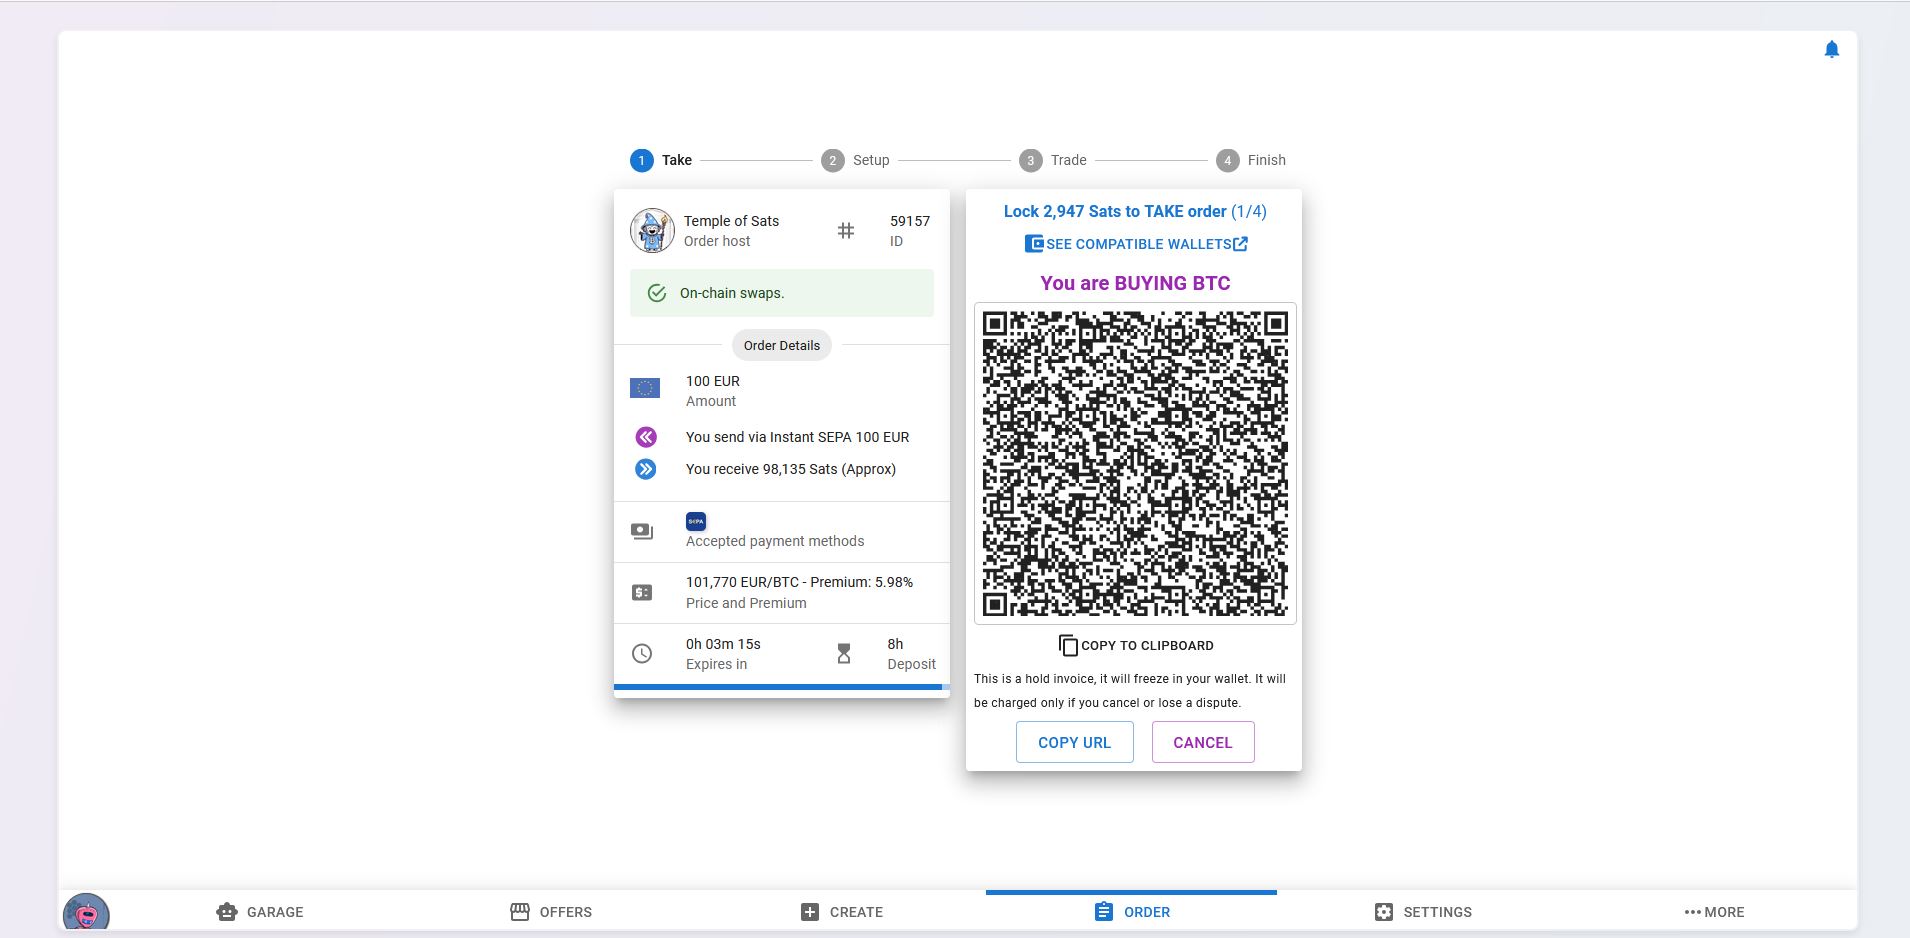 1 Take
2 Setup
3 Trade
4 Finish
Temple of Sats
Order host
59157
ID
On-chain swaps.
Order Details
100 EUR
Amount
You send via Instant SEPA 100 EUR
You receive 98,135 Sats (Approx)
SEPA
Accepted payment methods
101,770 EUR/BTC - Premium: 5.98%
Price and Premium
0h 03m 15s
Expires in
8h
Deposit
Lock 2,947 Sats to TAKE order (1/4)
SEE COMPATIBLE WALLETS
You are BUYING BTC
COPY TO CLIPBOARD
This is a hold invoice, it will freeze in your wallet. It will
be charged only if you cancel or lose a dispute.
COPY URL
CANCEL
GARAGE
OFFERS
CREATE
ORDER
SETTINGS
MORE